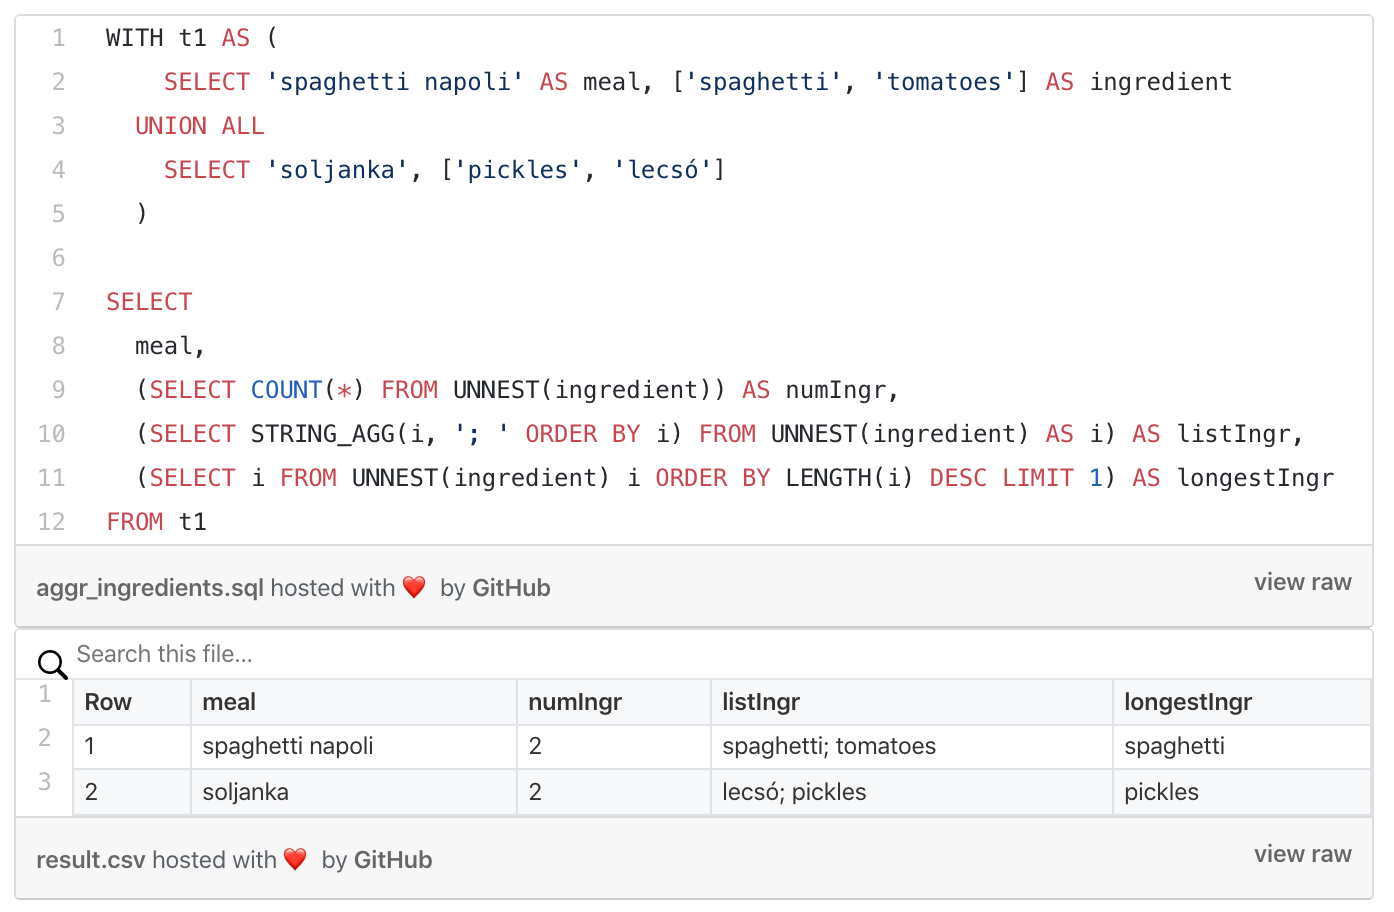 1 WITH t1 AS (
2 SELECT 'spaghetti napoli' AS meal, ['spaghetti', 'tomatoes'] AS ingredient
3 UNION ALL
4 SELECT 'soljanka', ['pickles', 'lecsó']
5 )
6
7 SELECT
8 meal,
9 (SELECT COUNT(*) FROM UNNEST(ingredient)) AS numIngr,
10 (SELECT STRING_AGG(i, '; ' ORDER BY i) FROM UNNEST(ingredient) AS i) AS listIngr,
11 (SELECT i FROM UNNEST(ingredient) i ORDER BY LENGTH(i) DESC LIMIT 1) AS longestIngr
12 FROM t1
aggr_ingredients.sql hosted with ❤️ by GitHub view raw
Search this file...
1 Row meal numIngr listIngr longestIngr
2 1 spaghetti napoli 2 spaghetti; tomatoes spaghetti
3 2 soljanka 2 lecsó; pickles pickles
result.csv hosted with ❤️ by GitHub view raw